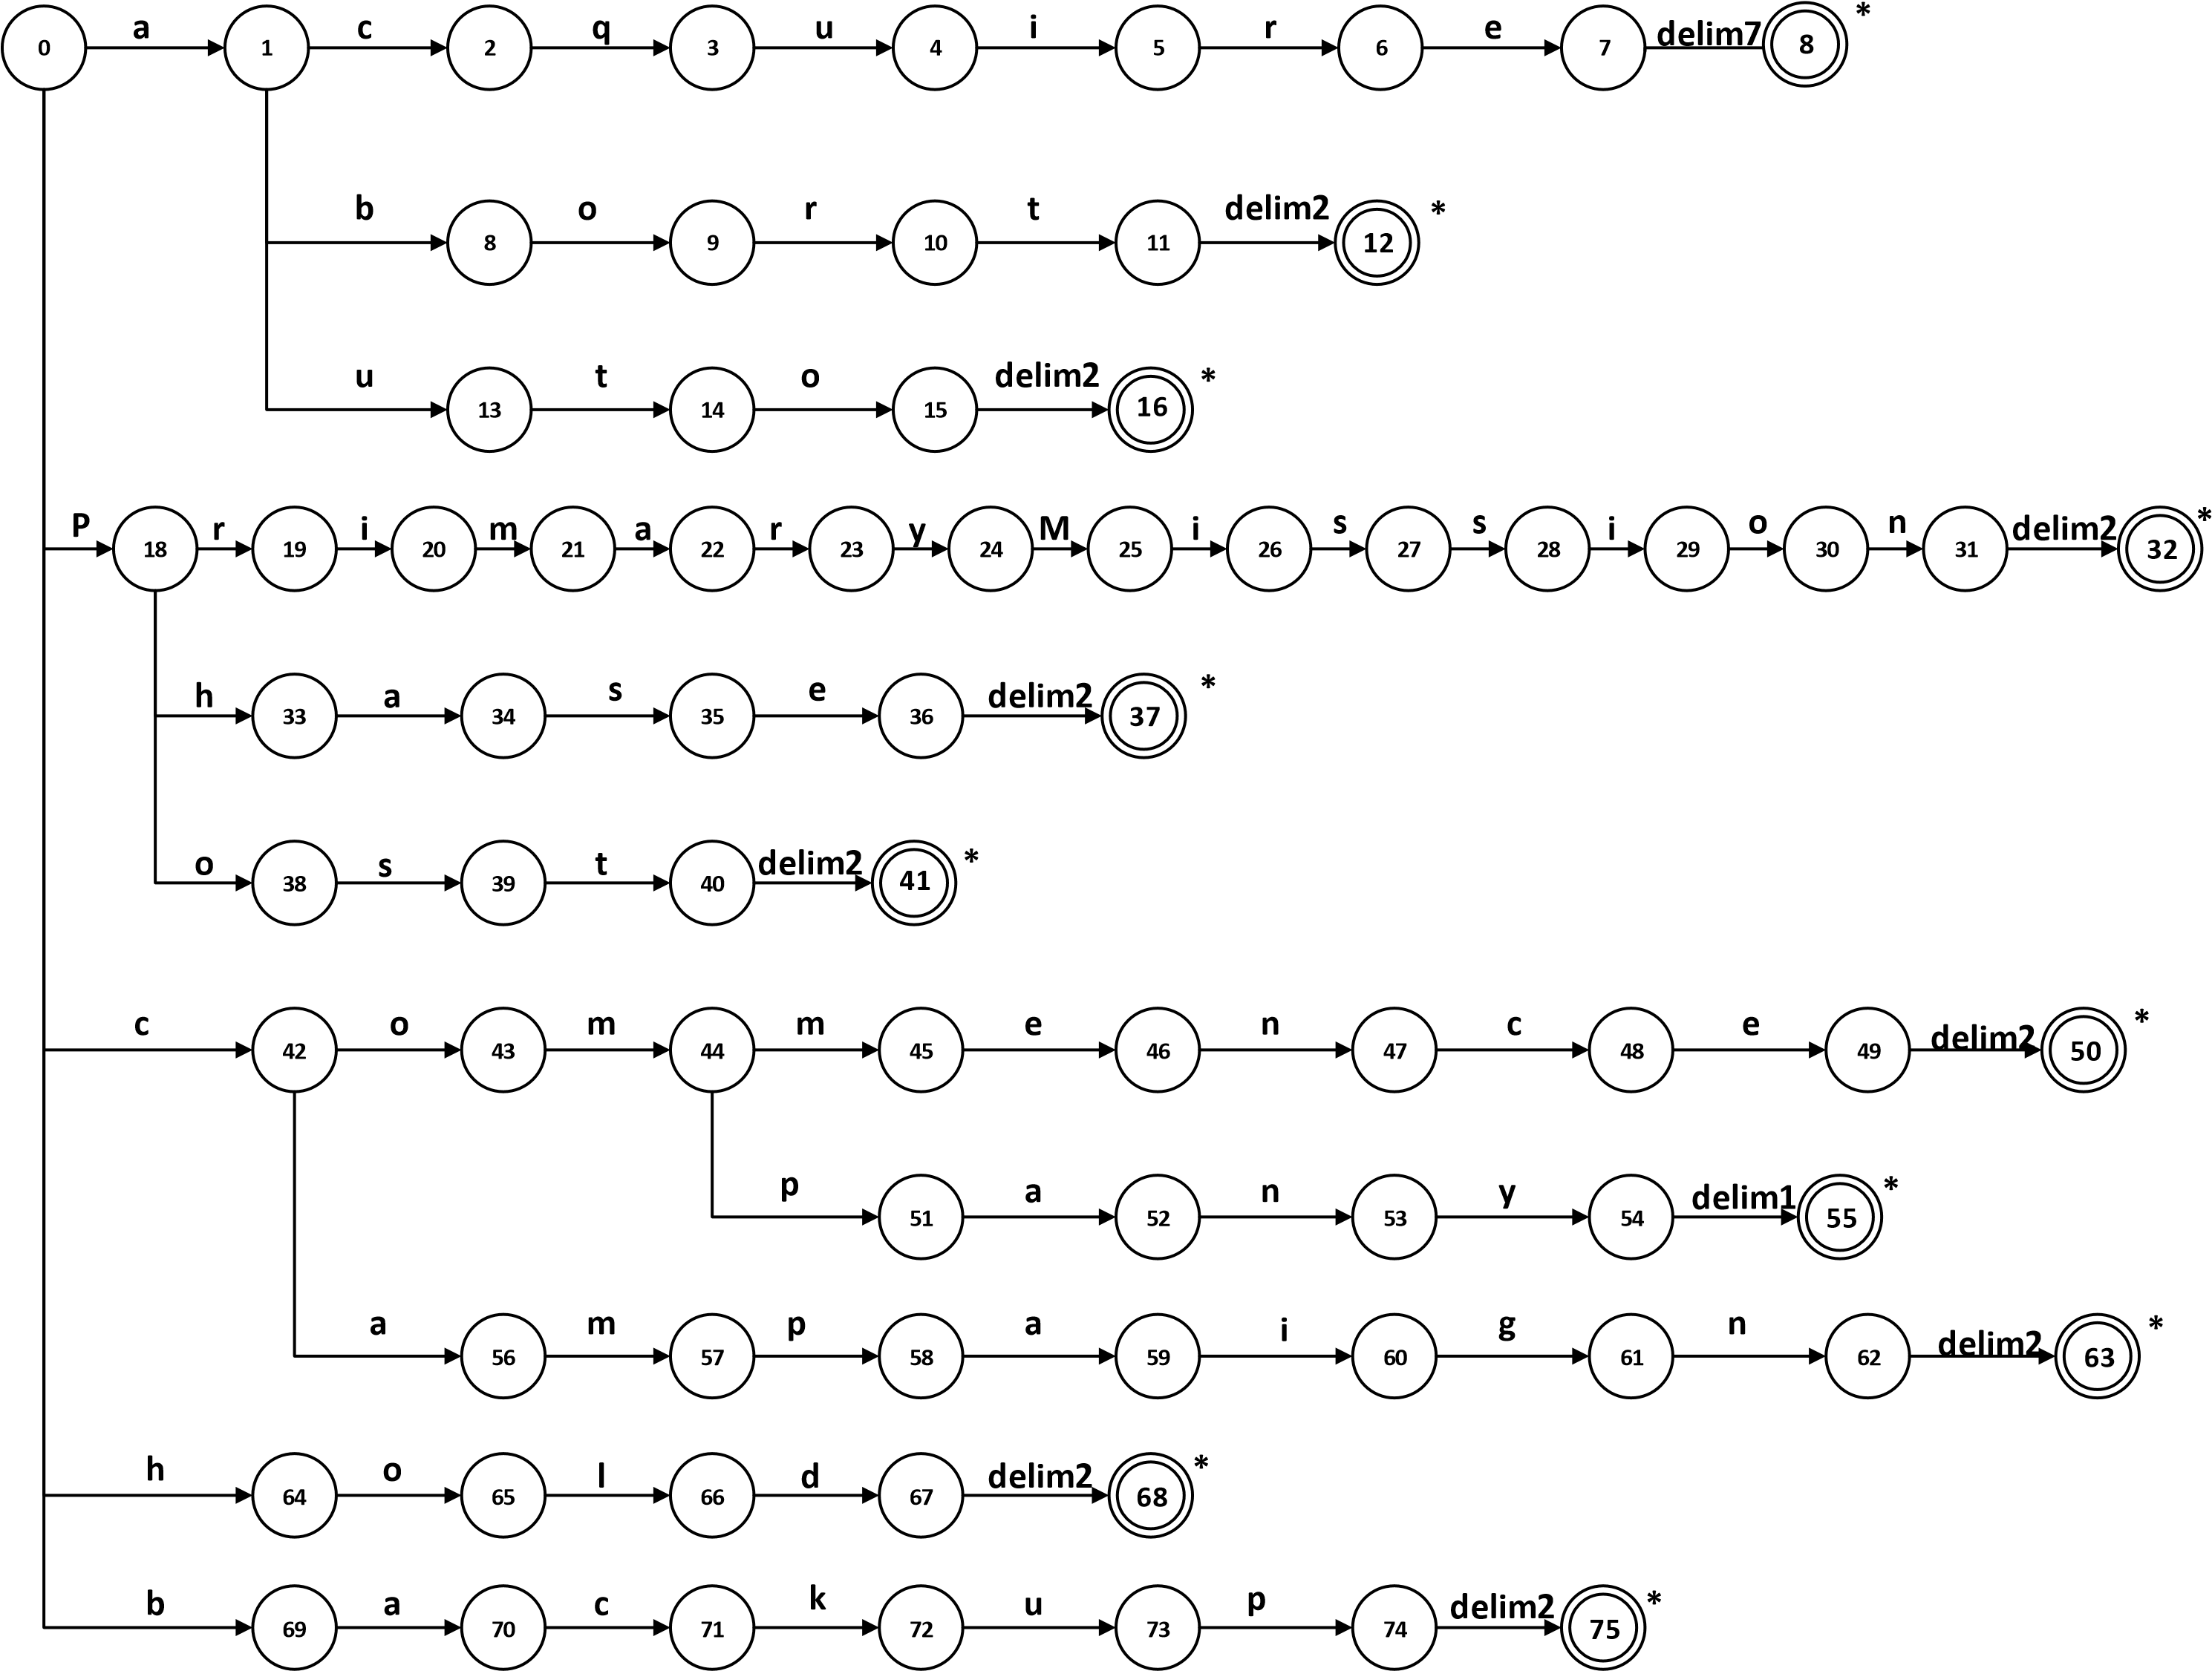 a c q u i r e delim7 *
0 1 2 3 4 5 6 7 8
b o r t delim2 *
8 9 10 11 12
u t o delim2 *
13 14 15 16
P r i m a r y M i s s i o n delim2 *
18 19 20 21 22 23 24 25 26 27 28 29 30 31 32
h a s e delim2 *
33 34 35 36 37
o s t delim2 *
38 39 40 41
c o m m e n c e delim2 *
42 43 44 45 46 47 48 49 50
p a n y delim1 *
51 52 53 54 55
a m p a i g n delim2 *
56 57 58 59 60 61 62 63
h o l d delim2 *
64 65 66 67 68
b a c k u p delim2 *
69 70 71 72 73 74 75